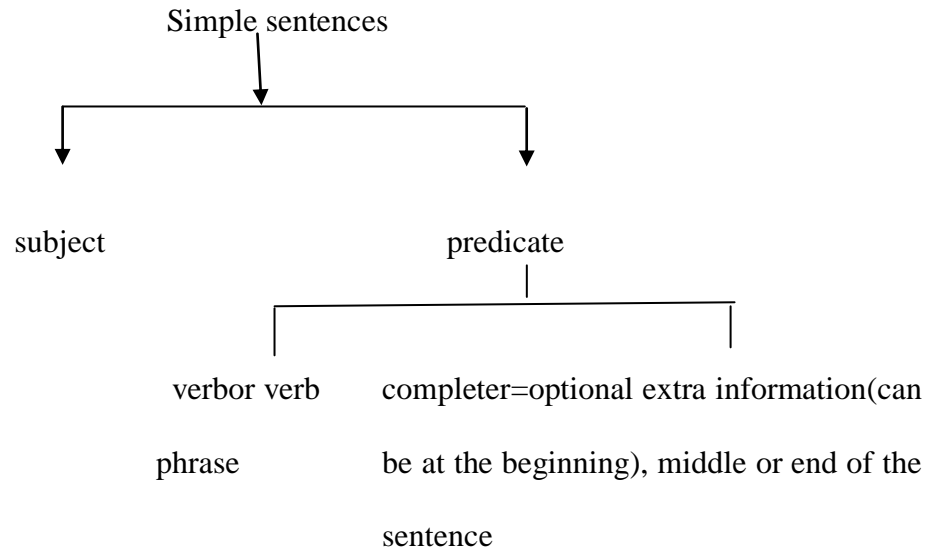 Simple sentences
subject
predicate
verbor verb
phrase
completer=optional extra information(can
be at the beginning), middle or end of the
sentence